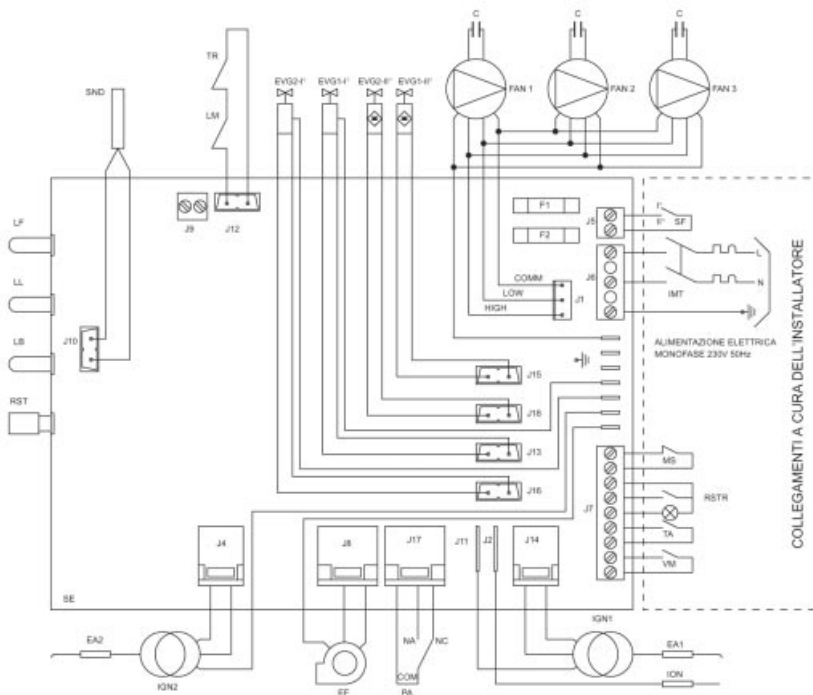 C
C
C
TR
EVG2-I°
EVG1-I°
EVG2-II°
EVG1-II°
FAN 1
FAN 2
FAN 3
SND
LM
J9
J12
F1
F2
J5
I°
II°
SF
LF
COMM
LOW
HIGH
J1
J6
L
N
IMT
LL
LB
J10
ALIMENTAZIONE ELETTRICA
MONOFASE 230V 50Hz
COLLEGAMENTI A CURA DELL'INSTALLATORE
J15
RST
J18
J13
J16
MS
RSTR
J7
TA
VM
J4
J8
J17
J11
J2
J14
SE
EA2
IGN2
EF
NA
NC
COM
PA
IGN1
EA1
ION